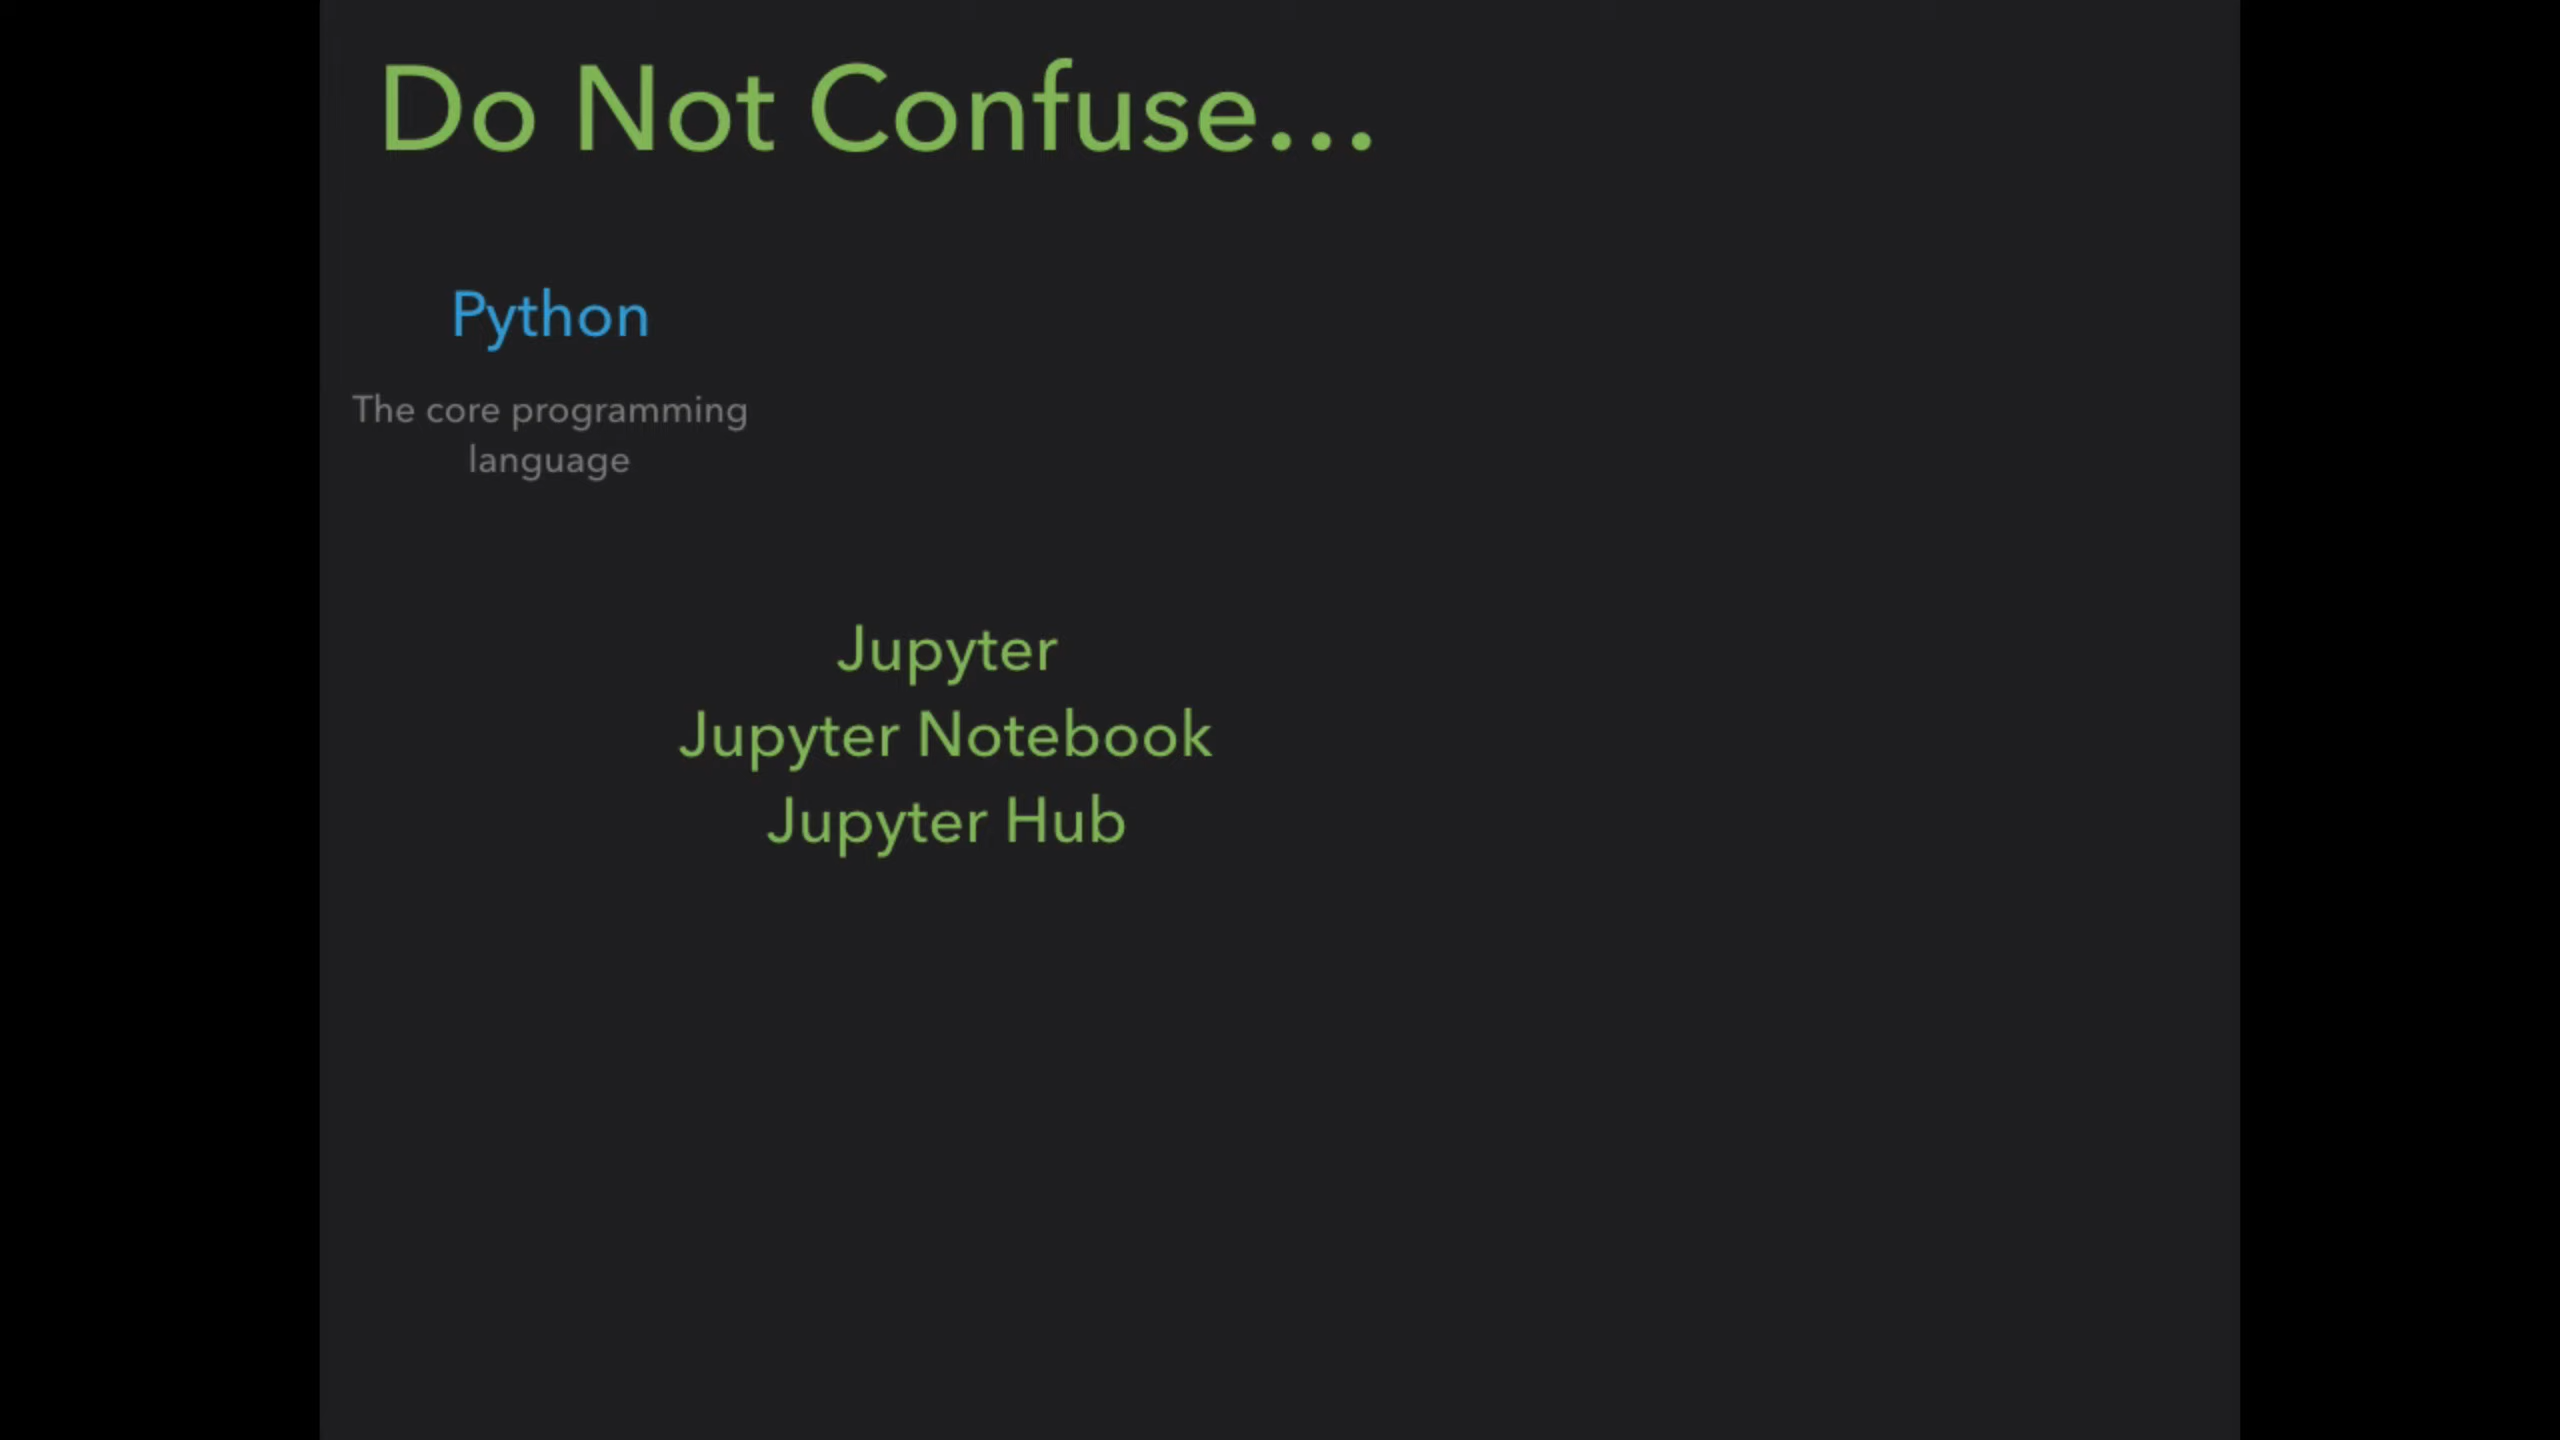 Do Not Confuse...
Python
The core programming
language
Jupyter
Jupyter Notebook
Jupyter Hub